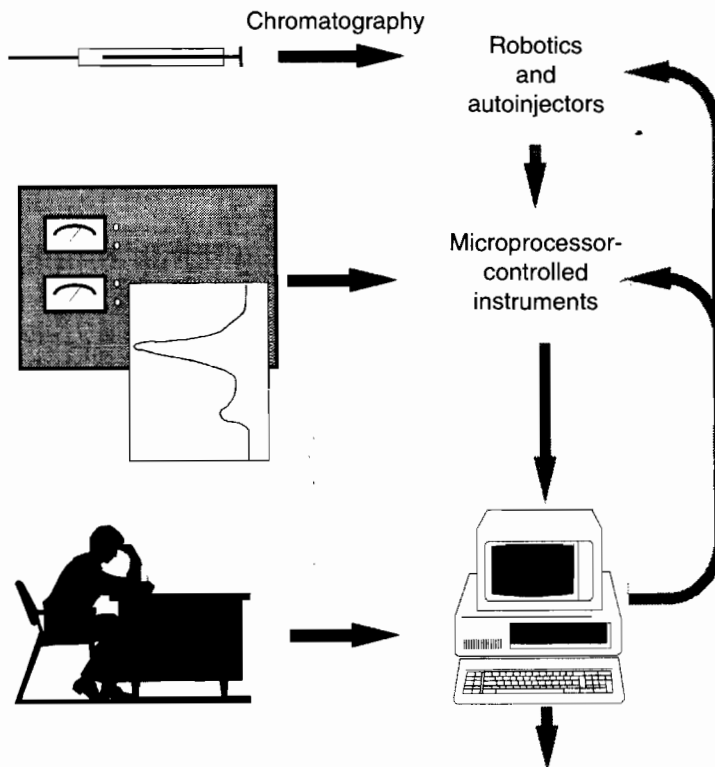 Chromatography
Robotics
and
autoinjectors
Microprocessor-
controlled
instruments